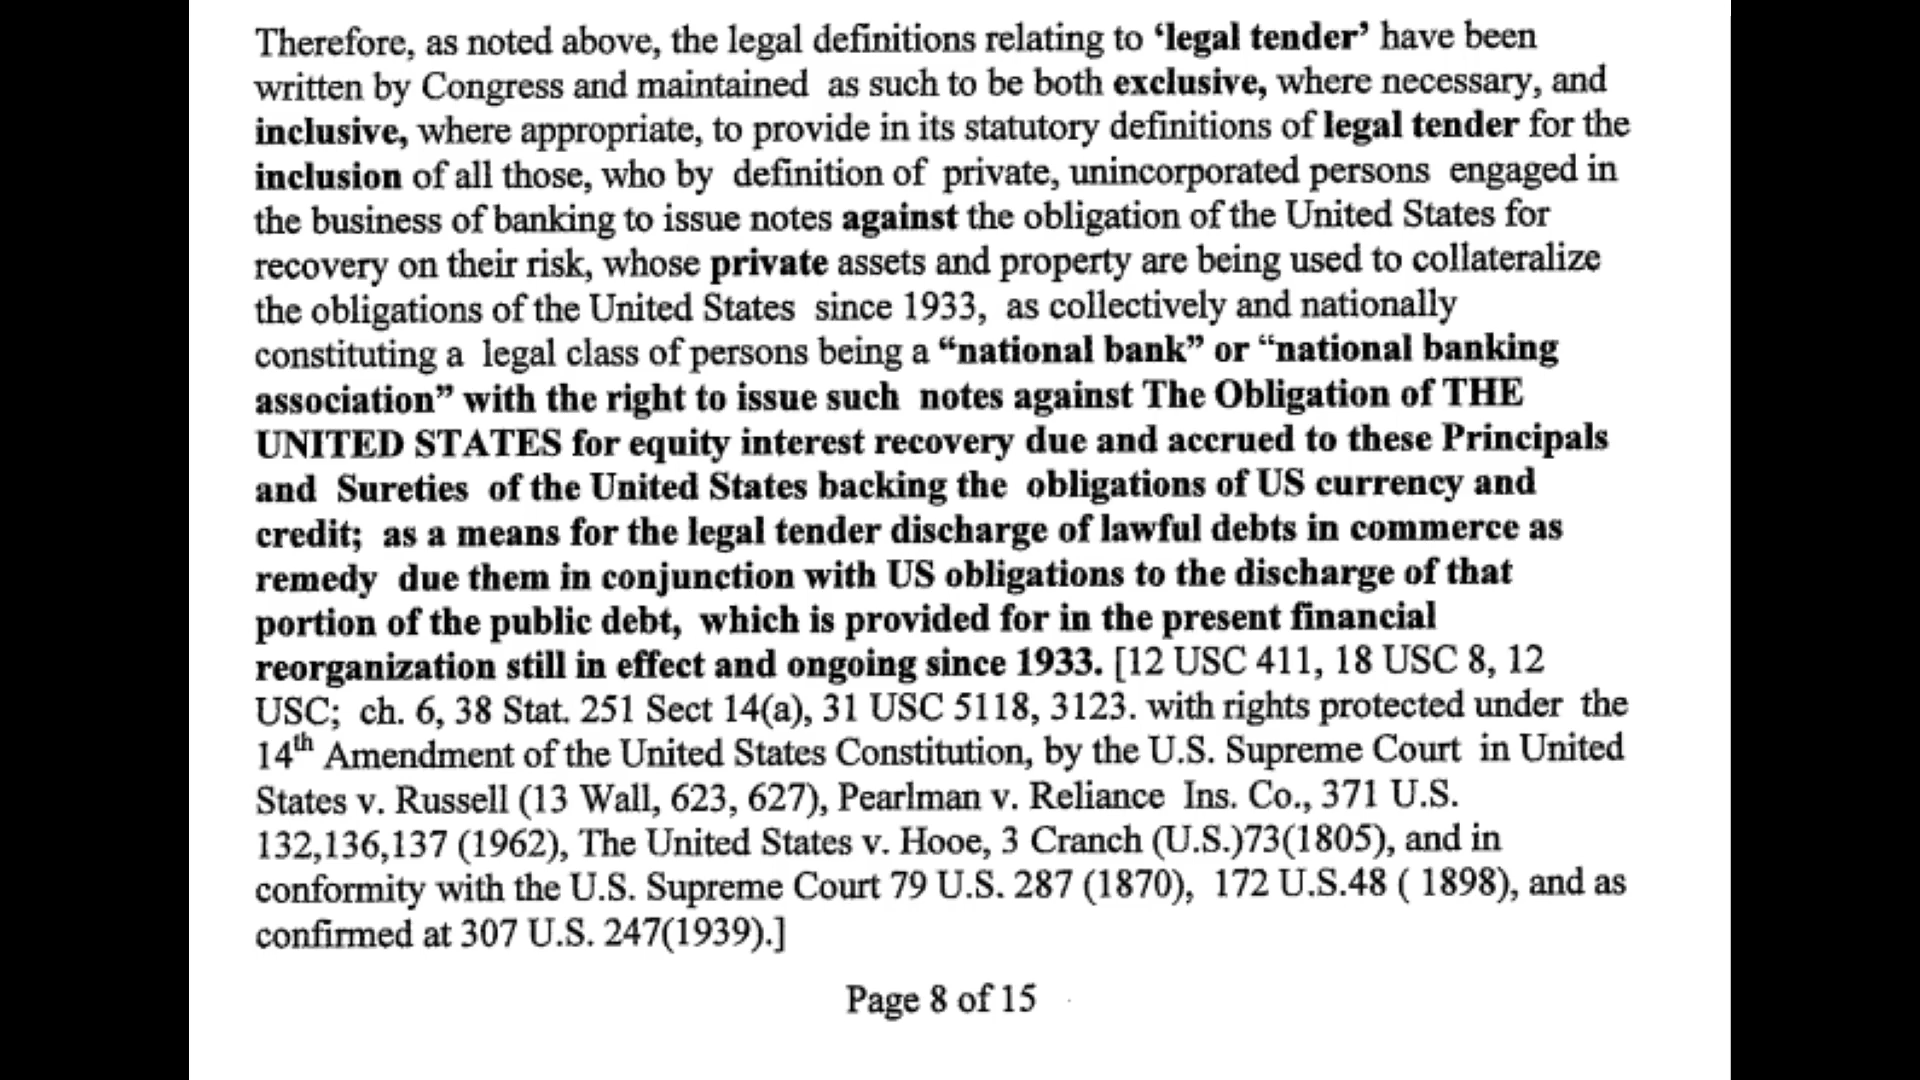 Therefore, as noted above, the legal definitions relating to ‘legal tender’ have been
written by Congress and maintained as such to be both exclusive, where necessary, and
inclusive, where appropriate, to provide in its statutory definitions of legal tender for the
inclusion of all those, who by definition of private, unincorporated persons engaged in
the business of banking to issue notes against the obligation of the United States for
recovery on their risk, whose private assets and property are being used to collateralize
the obligations of the United States since 1933, as collectively and nationally
constituting a legal class of persons being a “national bank” or “national banking
association” with the right to issue such notes against The Obligation of THE
UNITED STATES for equity interest recovery due and accrued to these Principals
and Sureties of the United States backing the obligations of US currency and
credit; as a means for the legal tender discharge of lawful debts in commerce as
remedy due them in conjunction with US obligations to the discharge of that
portion of the public debt, which is provided for in the present financial
reorganization still in effect and ongoing since 1933. [12 USC 411, 18 USC 8, 12
USC; ch. 6, 38 Stat. 251 Sect 14(a), 31 USC 5118, 3123. with rights protected under the
14th Amendment of the United States Constitution, by the U.S. Supreme Court in United
States v. Russell (13 Wall, 623, 627), Pearlman v. Reliance Ins. Co., 371 U.S.
132,136,137 (1962), The United States v. Hooe, 3 Cranch (U.S.)73(1805), and in
conformity with the U.S. Supreme Court 79 U.S. 287 (1870), 172 U.S.48 ( 1898), and as
confirmed at 307 U.S. 247(1939).]
Page 8 of 15